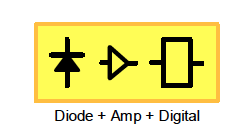 Diode + Amp + Digital